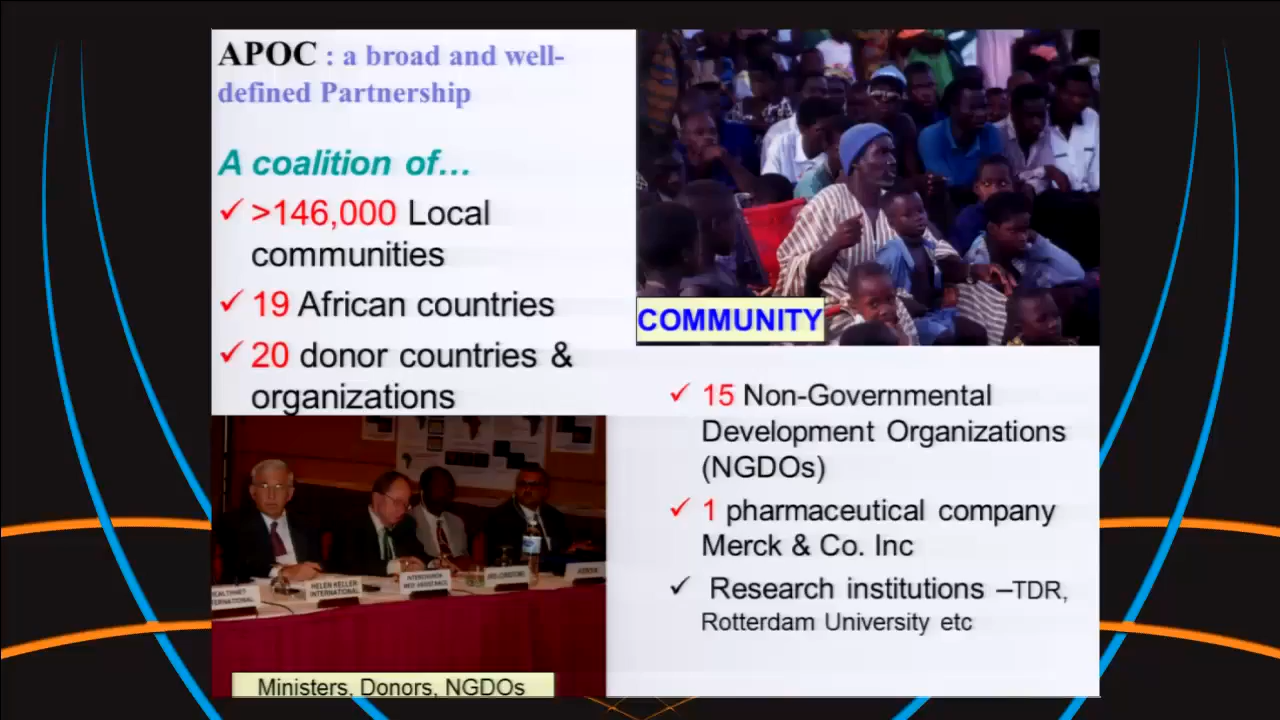 APOC : a broad and well-
defined Partnership
A coalition of…
✓ >146,000 Local
communities
✓ 19 African countries
✓ 20 donor countries &
organizations
COMMUNITY
✓ 15 Non-Governmental
Development Organizations
(NGDOs)
✓ 1 pharmaceutical company
Merck & Co. Inc
✓ Research institutions –TDR,
Rotterdam University etc
HELEN KELLER
INTERNATIONAL
INTERCHURCH
Ministers, Donors, NGDOs